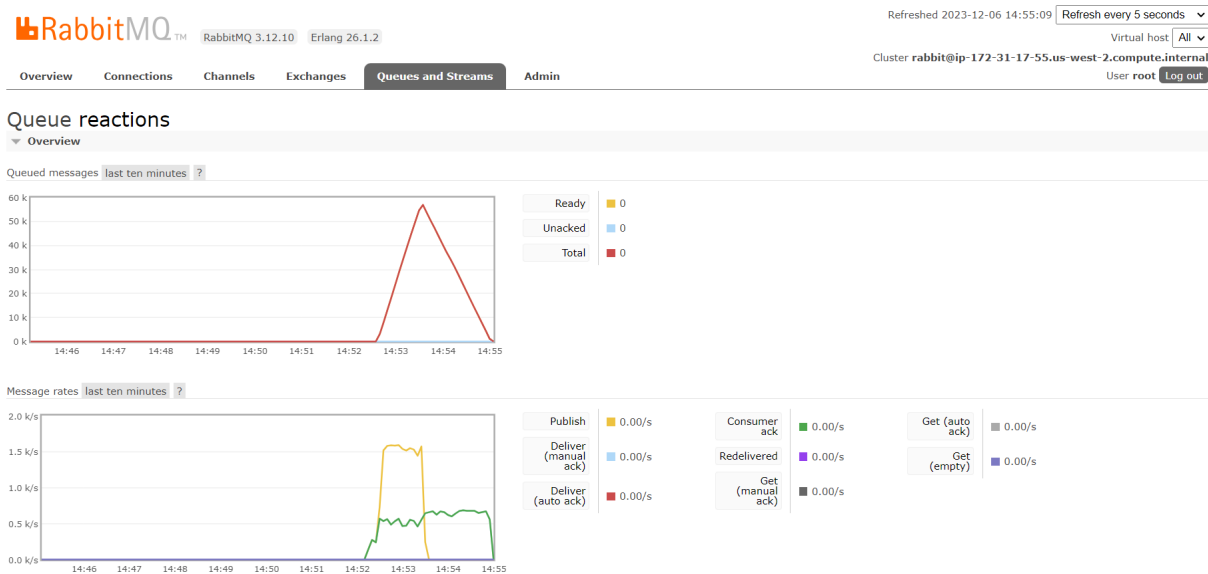 RabbitMQ TM RabbitMQ 3.12.10 Erlang 26.1.2
Refreshed 2023-12-06 14:55:09 Refresh every 5 seconds
Virtual host All
Cluster rabbit@ip-172-31-17-55.us-west-2.compute.internal
User root Log out
Overview Connections Channels Exchanges Queues and Streams Admin
Queue reactions
Overview
Queued messages last ten minutes ?
60 k
50 k
40 k
30 k
20 k
10 k
0 k
14:46 14:47 14:48 14:49 14:50 14:51 14:52 14:53 14:54 14:55
Ready 0
Unacked 0
Total 0
Message rates last ten minutes ?
2.0 k/s
1.5 k/s
1.0 k/s
0.5 k/s
0.0 k/s
14:46 14:47 14:48 14:49 14:50 14:51 14:52 14:53 14:54 14:55
Publish 0.00/s
Deliver
(manual
ack) 0.00/s
Deliver
(auto ack) 0.00/s
Consumer
ack 0.00/s
Redelivered 0.00/s
Get
(manual
ack) 0.00/s
Get (auto
ack) 0.00/s
Get
(empty) 0.00/s